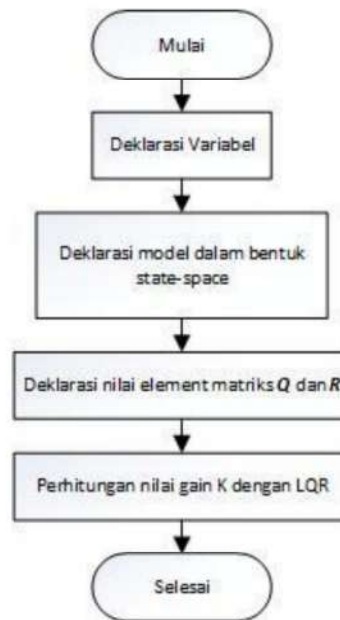 Mulai
Deklarasi Variabel
Deklarasi model dalam bentuk
state-space
Deklarasi nilai element matriks Q dan R
Perhitungan nilai gain K dengan LQR
Selesai